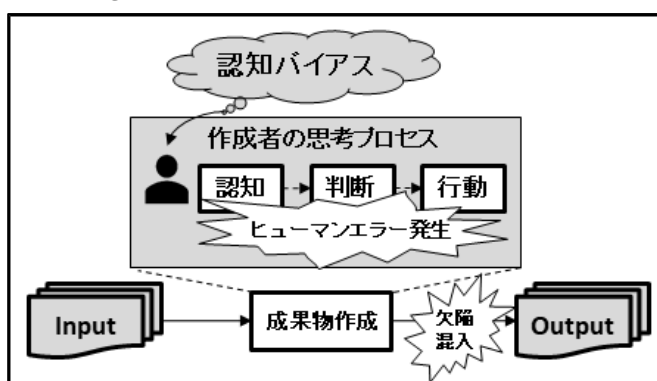 認知バイアス
作成者の思考プロセス
認知
判断
行動
ヒューマンエラー発生
Input
成果物作成
欠陥
混入
Output